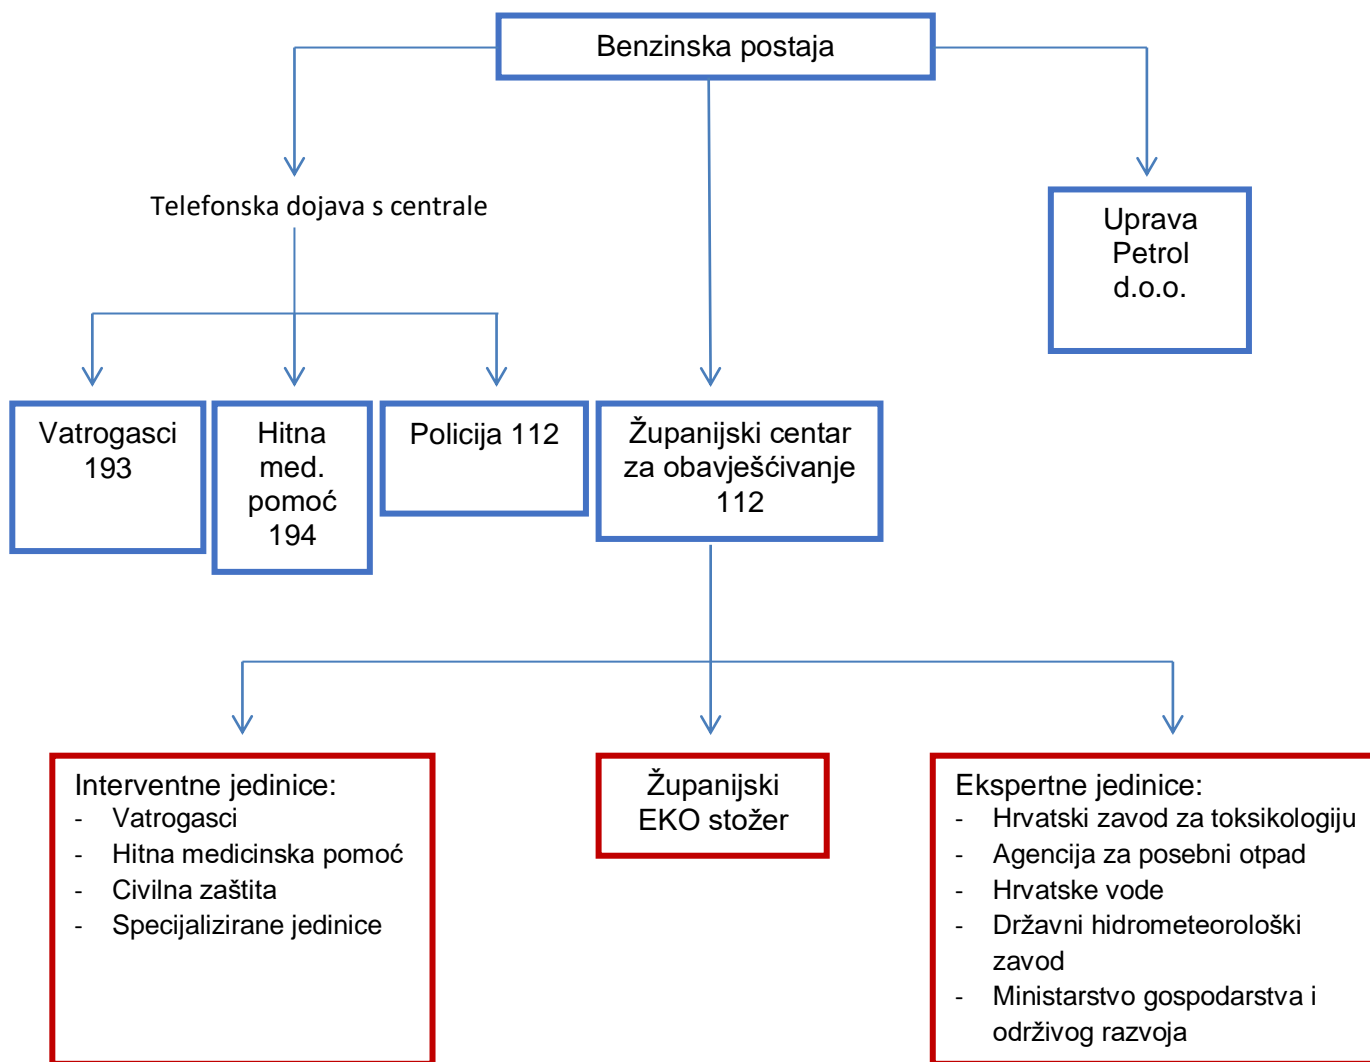 Benzinska postaja
Telefonska dojava s centrale
Uprava
Petrol
d.o.o.
Vatrogasci
193
Hitna
med.
pomoć
194
Policija 112
Županijski centar
za obavješćivanje
112
Interventne jedinice:
- Vatrogasci
- Hitna medicinska pomoć
- Civilna zaštita
- Specijalizirane jedinice
Županijski
EKO stožer
Ekspertne jedinice:
- Hrvatski zavod za toksikologiju
- Agencija za posebni otpad
- Hrvatske vode
- Državni hidrometeorološki
zavod
- Ministarstvo gospodarstva i
održivog razvoja